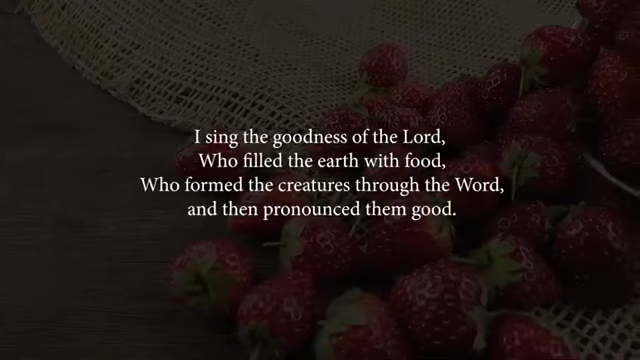 I sing the goodness of the Lord,
Who filled the earth with food,
Who formed the creatures through the Word,
and then pronounced them good.